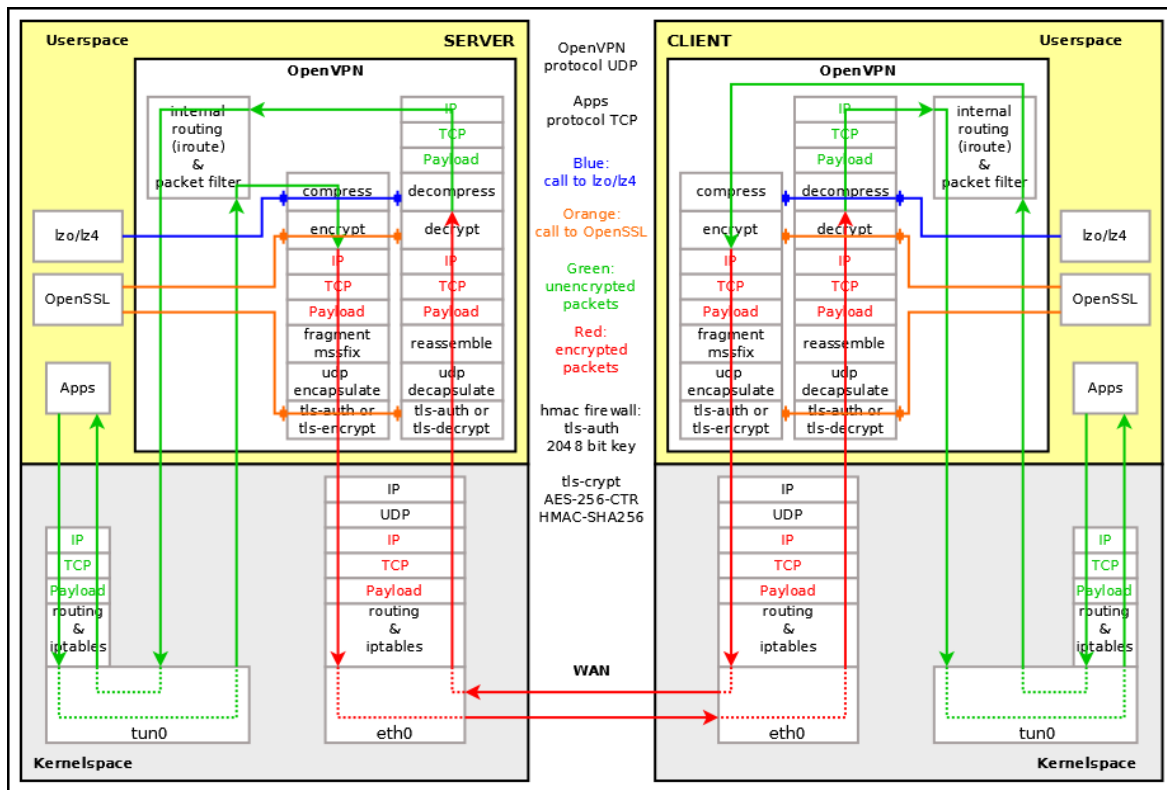 Userspace
SERVER
OpenVPN
internal
routing
(iroute)
&
packet filter
IP
TCP
Payload
compress
decompress
encrypt
decrypt
IP
TCP
Payload
IP
TCP
Payload
fragment
mssfix
reassemble
udp
encapsulate
udp
decapsulate
tls-auth or
tls-encrypt
tls-auth or
tls-decrypt
lzo/lz4
OpenSSL
Apps
IP
TCP
Payload
routing
&
iptables
tun0
IP
UDP
IP
TCP
Payload
routing
&
iptables
eth0
Kernelspace
OpenVPN
protocol UDP
Apps
protocol TCP
Blue:
call to lzo/lz4
Orange:
call to OpenSSL
Green:
unencrypted
packets
Red:
encrypted
packets
hmac firewall:
tls-auth
2048 bit key
tls-crypt
AES-256-CTR
HMAC-SHA256
WAN
CLIENT
Userspace
OpenVPN
IP
TCP
Payload
internal
routing
(iroute)
&
packet filter
compress
decompress
encrypt
decrypt
IP
TCP
Payload
IP
TCP
Payload
fragment
mssfix
reassemble
udp
encapsulate
udp
decapsulate
tls-auth or
tls-encrypt
tls-auth or
tls-decrypt
lzo/lz4
OpenSSL
Apps
IP
UDP
IP
TCP
Payload
routing
&
iptables
eth0
IP
TCP
Payload
routing
&
iptables
tun0
Kernelspace